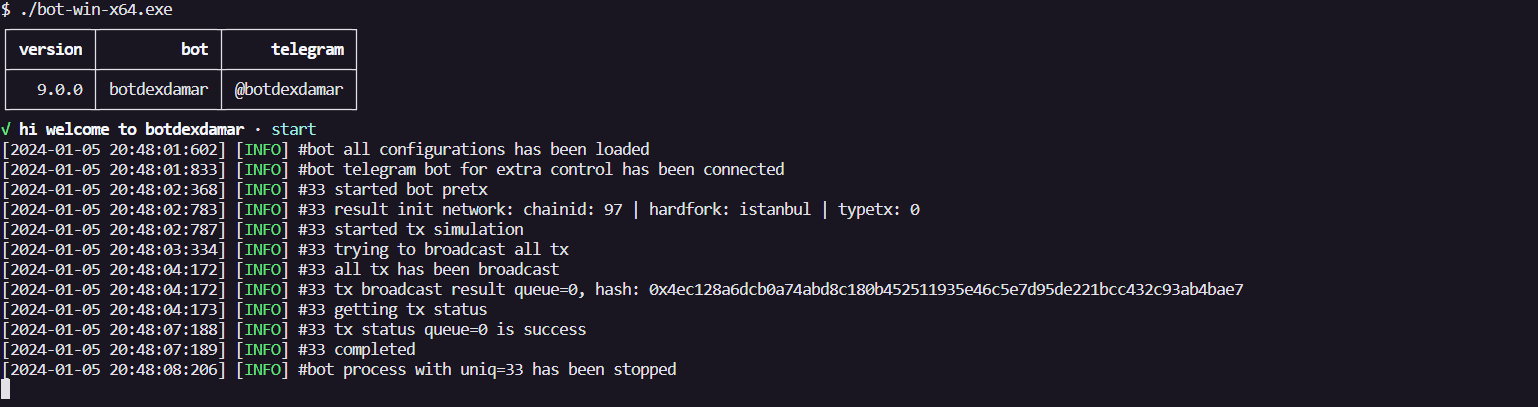 $ ./bot-win-x64.exe
version bot telegram
9.0.0 botdexdamar @botdexdamar
√ hi welcome to botdexdamar · start
[2024-01-05 20:48:01:602] [INFO] #bot all configurations has been loaded
[2024-01-05 20:48:01:833] [INFO] #bot telegram bot for extra control has been connected
[2024-01-05 20:48:02:368] [INFO] #33 started bot pretx
[2024-01-05 20:48:02:783] [INFO] #33 result init network: chainid: 97 | hardfork: istanbul | typetx: 0
[2024-01-05 20:48:02:787] [INFO] #33 started tx simulation
[2024-01-05 20:48:03:334] [INFO] #33 trying to broadcast all tx
[2024-01-05 20:48:04:172] [INFO] #33 all tx has been broadcast
[2024-01-05 20:48:04:172] [INFO] #33 tx broadcast result queue=0, hash: 0x4ec128a6dcb0a74abd8c180b452511935e46c5e7d95de221bcc432c93ab4bae7
[2024-01-05 20:48:04:173] [INFO] #33 getting tx status
[2024-01-05 20:48:07:188] [INFO] #33 tx status queue=0 is success
[2024-01-05 20:48:07:189] [INFO] #33 completed
[2024-01-05 20:48:08:206] [INFO] #bot process with uniq=33 has been stopped